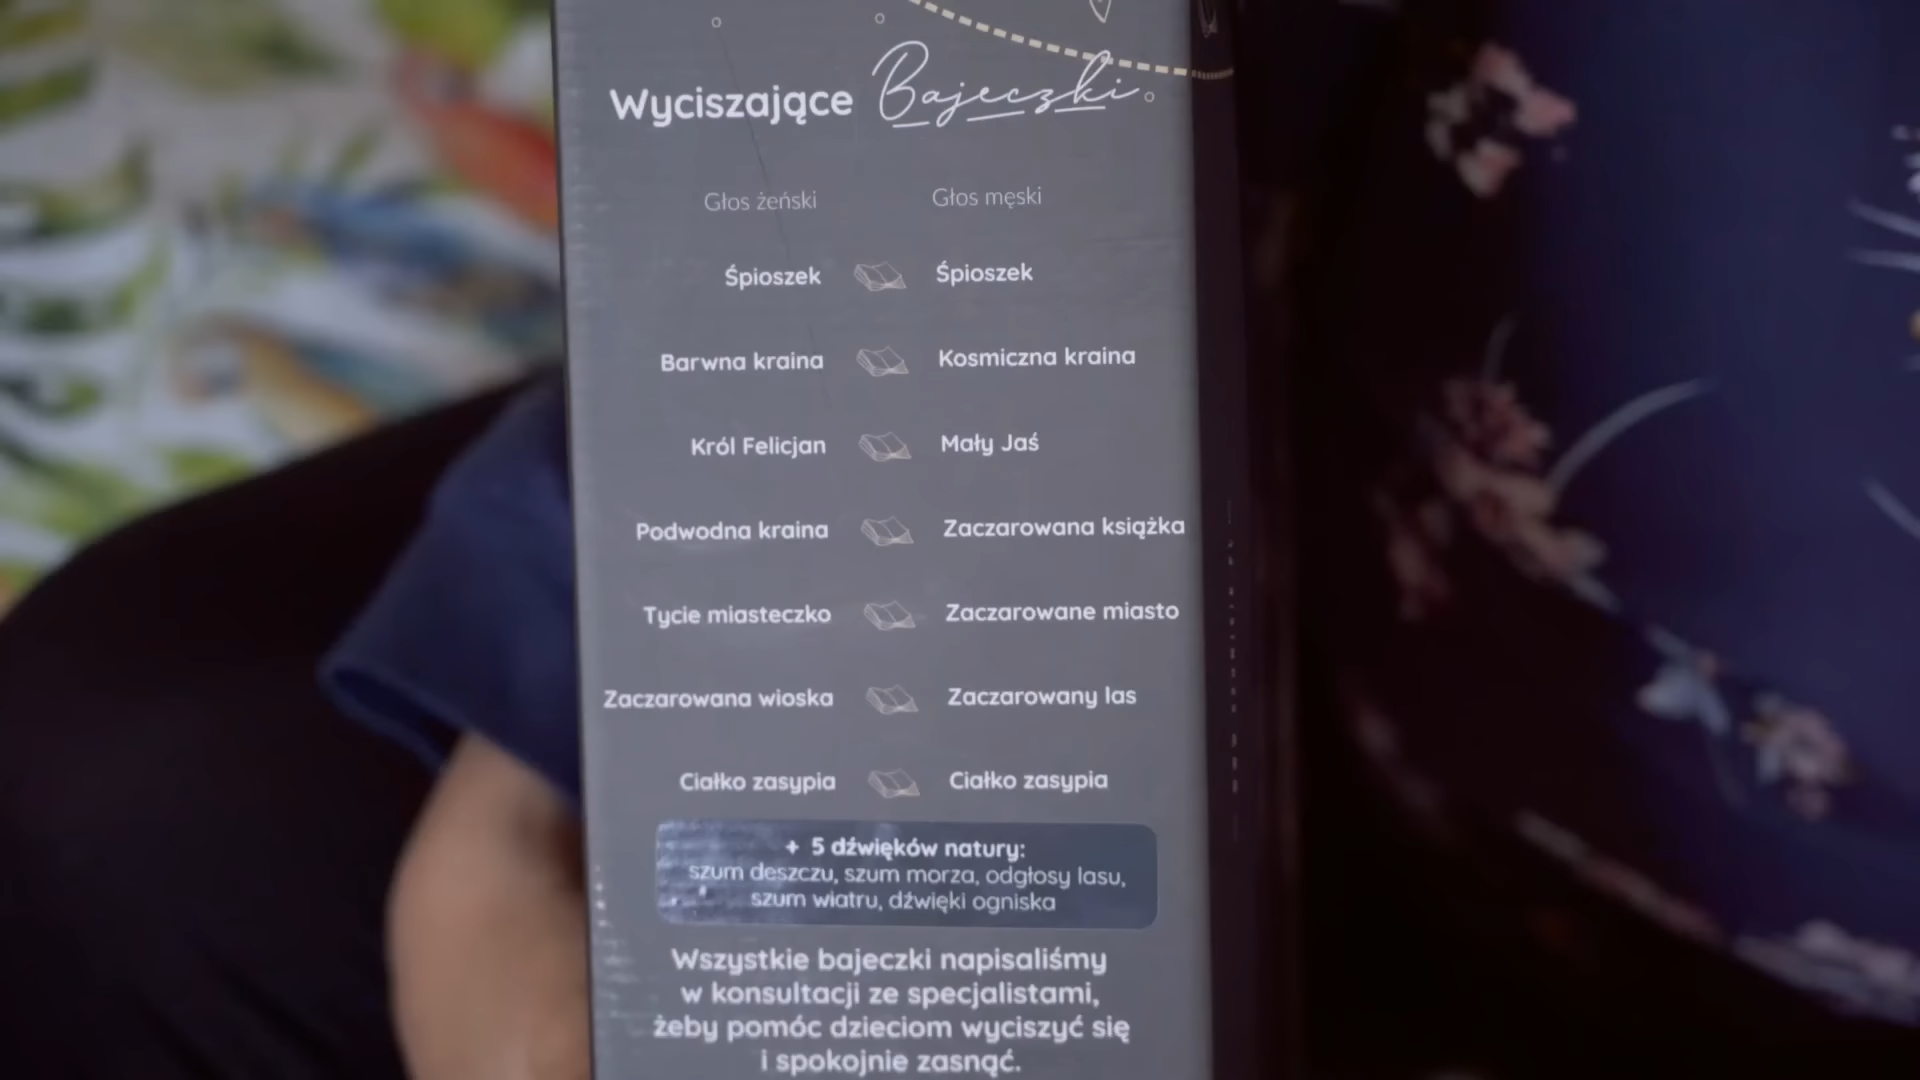 Wyciszające Bajeczki
Głos żeński Głos męski
Śpioszek Śpioszek
Barwna kraina Kosmiczna kraina
Król Felicjan Mały Jaś
Podwodna kraina Zaczarowana książka
Tycie miasteczko Zaczarowane miasto
Zaczarowana wioska Zaczarowany las
Ciałko zasypia Ciałko zasypia
+ 5 dźwięków natury:
szum deszczu, szum morza, odgłosy lasu,
szum wiatru, dźwięki ogniska
Wszystkie bajeczki napisaliśmy
w konsultacji ze specjalistami,
żeby pomóc dzieciom wyciszyć się
i spokojnie zasnąć.